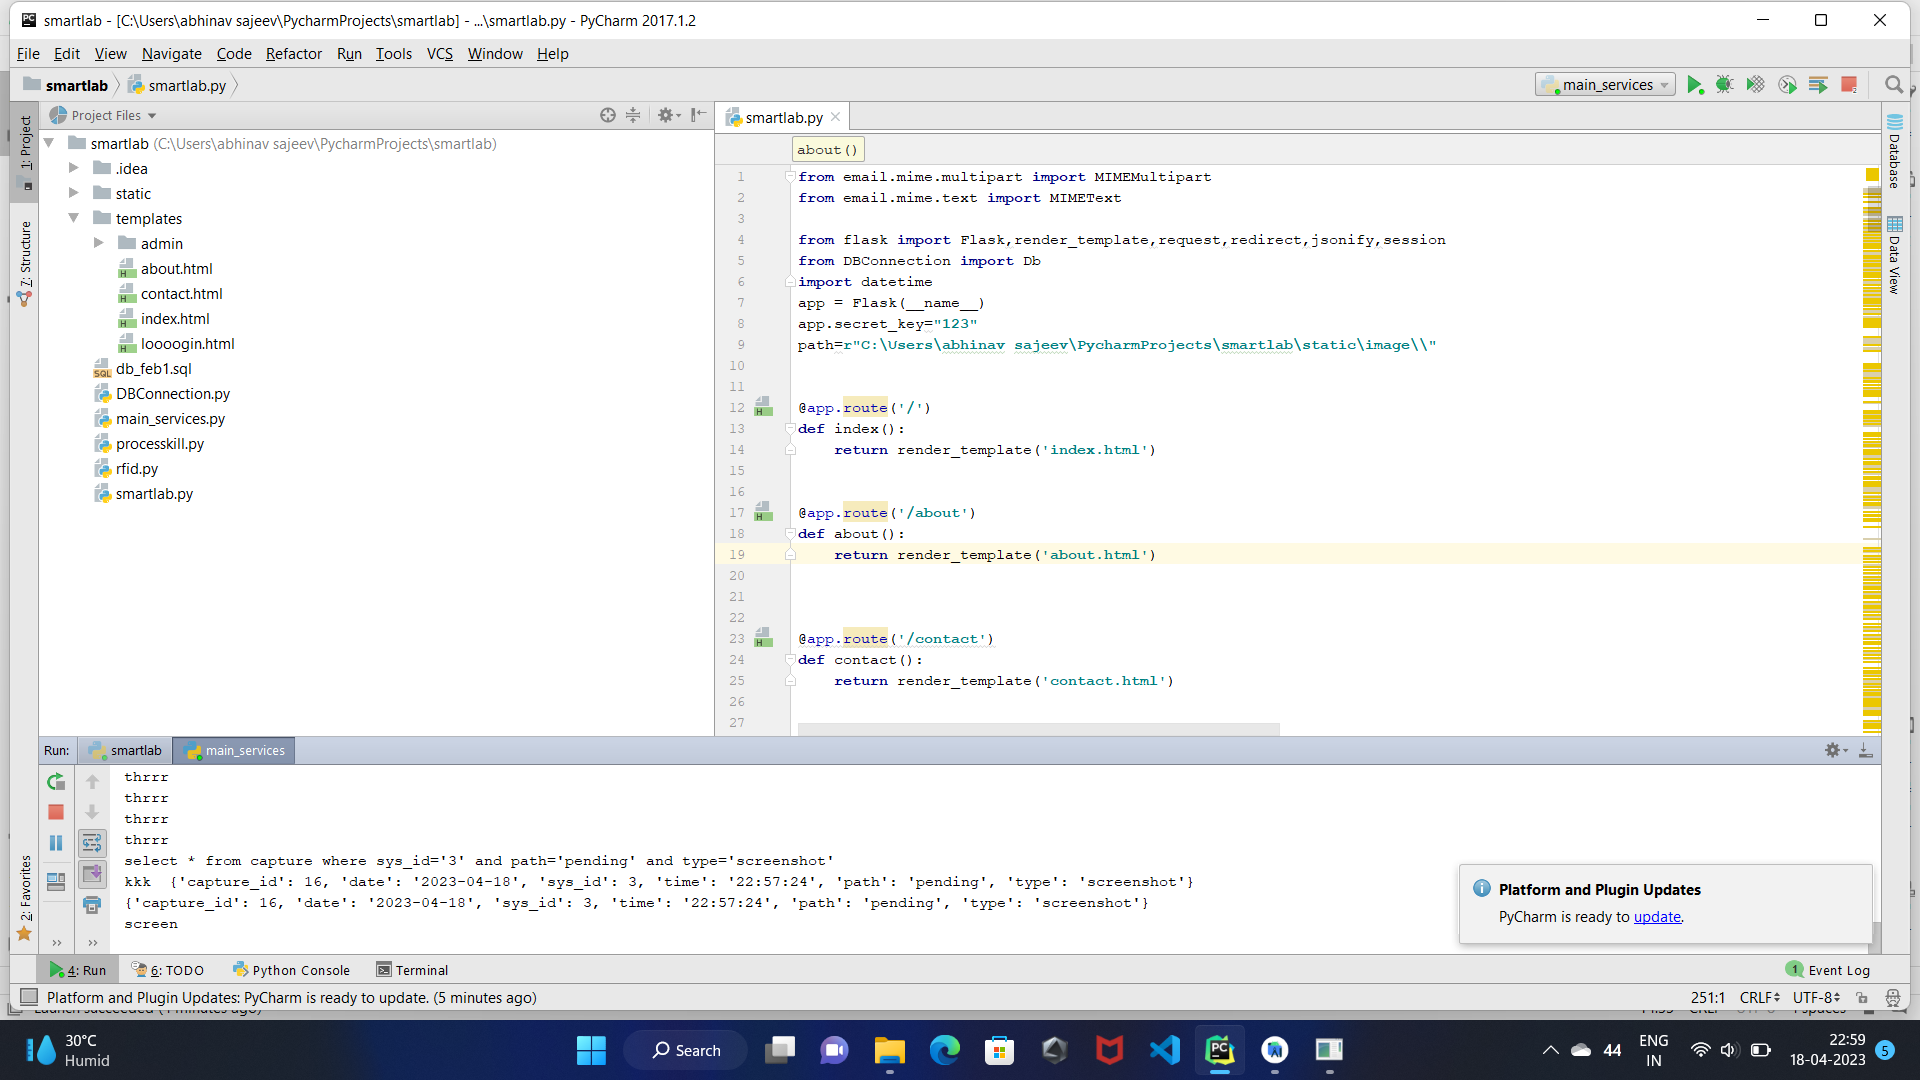 smartlab - [C:\Users\abhinav sajeev\PycharmProjects\smartlab] - ...\smartlab.py - PyCharm 2017.1.2
File Edit View Navigate Code Refactor Run Tools VCS Window Help
smartlab smartlab.py main_services
Project Files
smartlab.py
1: Project
7: Structure
2: Favorites
Database
Data View
smartlab (C:\Users\abhinav sajeev\PycharmProjects\smartlab)
.idea
static
templates
admin
about.html
contact.html
index.html
loooogin.html
db_feb1.sql
DBConnection.py
main_services.py
processkill.py
rfid.py
smartlab.py
about()
1 from email.mime.multipart import MIMEMultipart
2 from email.mime.text import MIMEText
3
4 from flask import Flask,render_template,request,redirect,jsonify,session
5 from DBConnection import Db
6 import datetime
7 app = Flask(__name__)
8 app.secret_key="123"
9 path=r"C:\Users\abhinav sajeev\PycharmProjects\smartlab\static\image\\"
10
11
12 @app.route('/')
13 def index():
14 return render_template('index.html')
15
16
17 @app.route('/about')
18 def about():
19 return render_template('about.html')
20
21
22
23 @app.route('/contact')
24 def contact():
25 return render_template('contact.html')
26
27
Run: smartlab main_services
thrrr
thrrr
thrrr
thrrr
select * from capture where sys_id='3' and path='pending' and type='screenshot'
kkk  {'capture_id': 16, 'date': '2023-04-18', 'sys_id': 3, 'time': '22:57:24', 'path': 'pending', 'type': 'screenshot'}
{'capture_id': 16, 'date': '2023-04-18', 'sys_id': 3, 'time': '22:57:24', 'path': 'pending', 'type': 'screenshot'}
screen
Platform and Plugin Updates
PyCharm is ready to update.
4: Run 6: TODO Python Console Terminal 1 Event Log
Platform and Plugin Updates: PyCharm is ready to update. (5 minutes ago) 251:1 CRLF UTF-8
30°C
Humid
Search
44
ENG
IN
22:59
18-04-2023
5